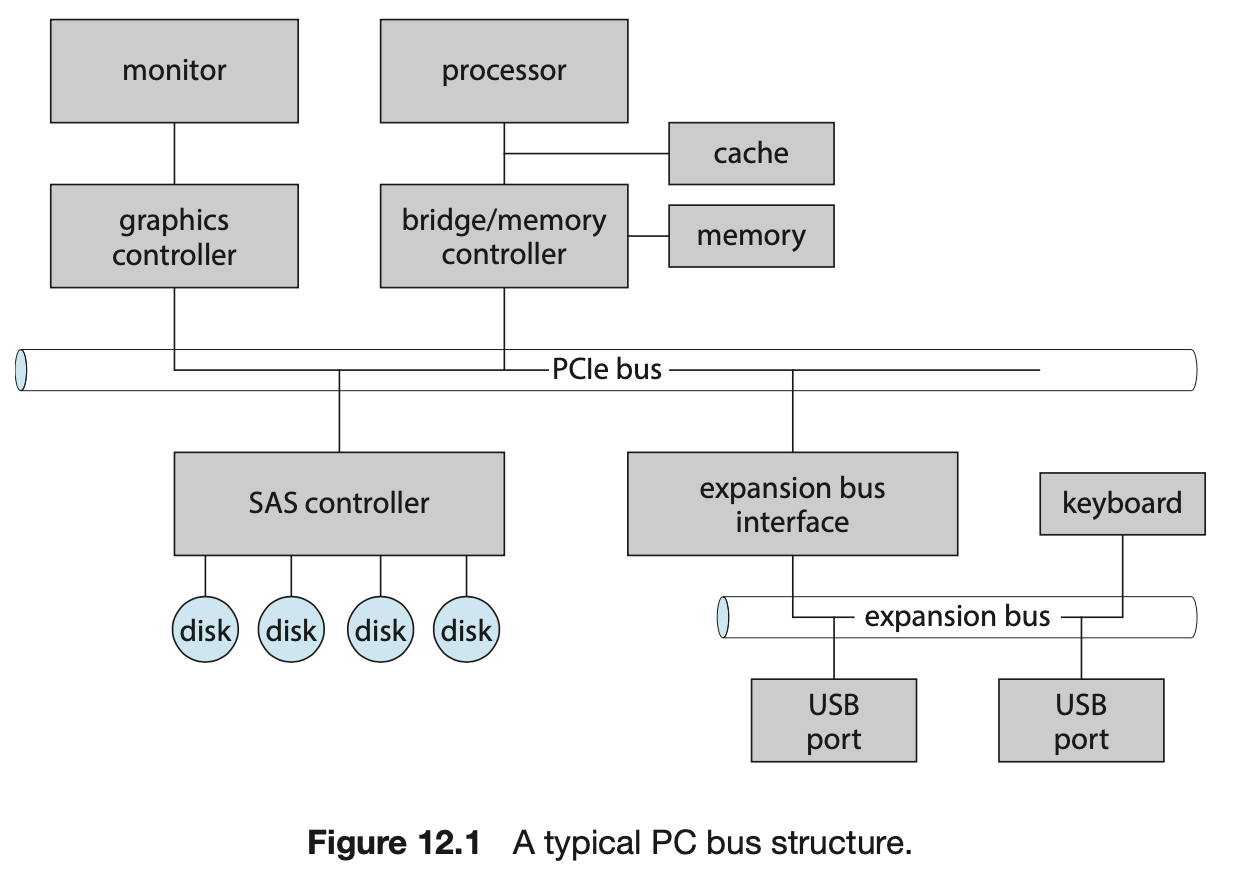 monitor
processor
cache
graphics
controller
bridge/memory
controller
memory
PCIe bus
SAS controller
expansion bus
interface
keyboard
disk
disk
disk
disk
expansion bus
USB
port
USB
port
Figure 12.1 A typical PC bus structure.